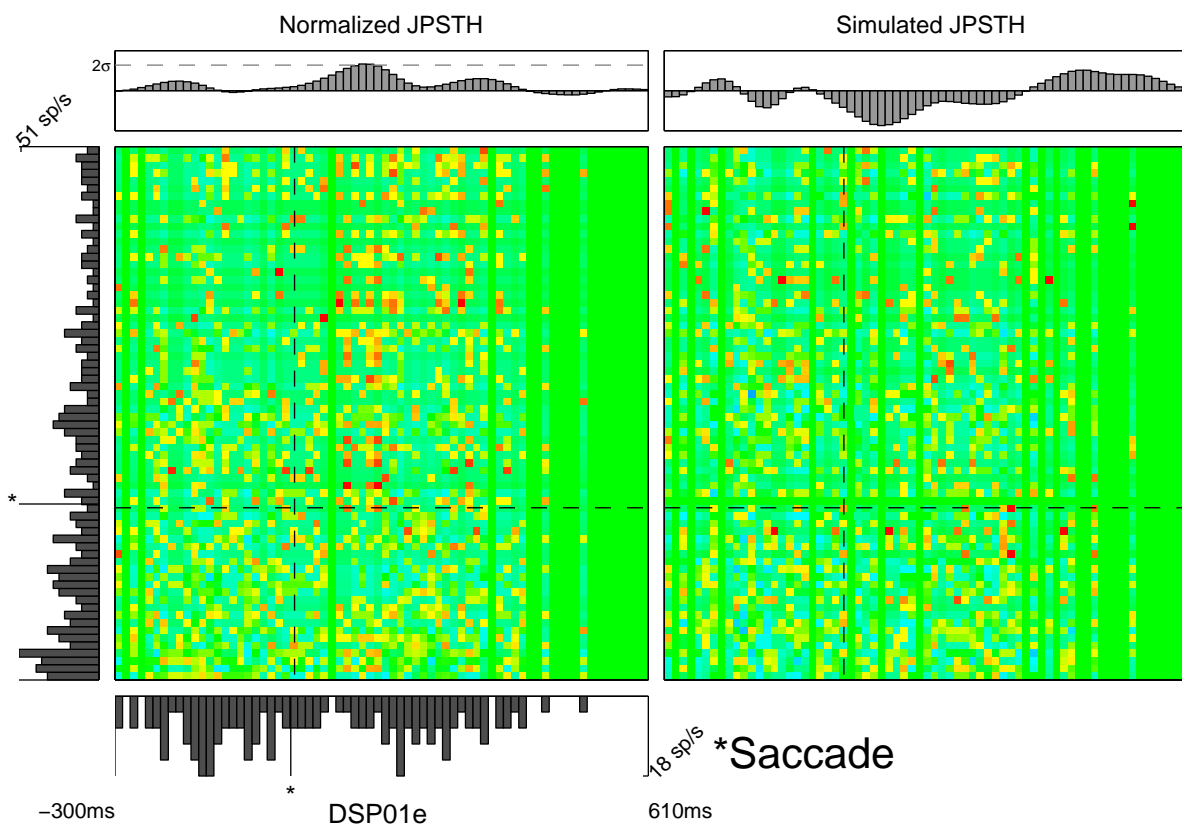 Normalized JPSTH
Simulated JPSTH
2σ
51 sp/s
*
18 sp/s
*Saccade
*
−300ms
DSP01e
610ms